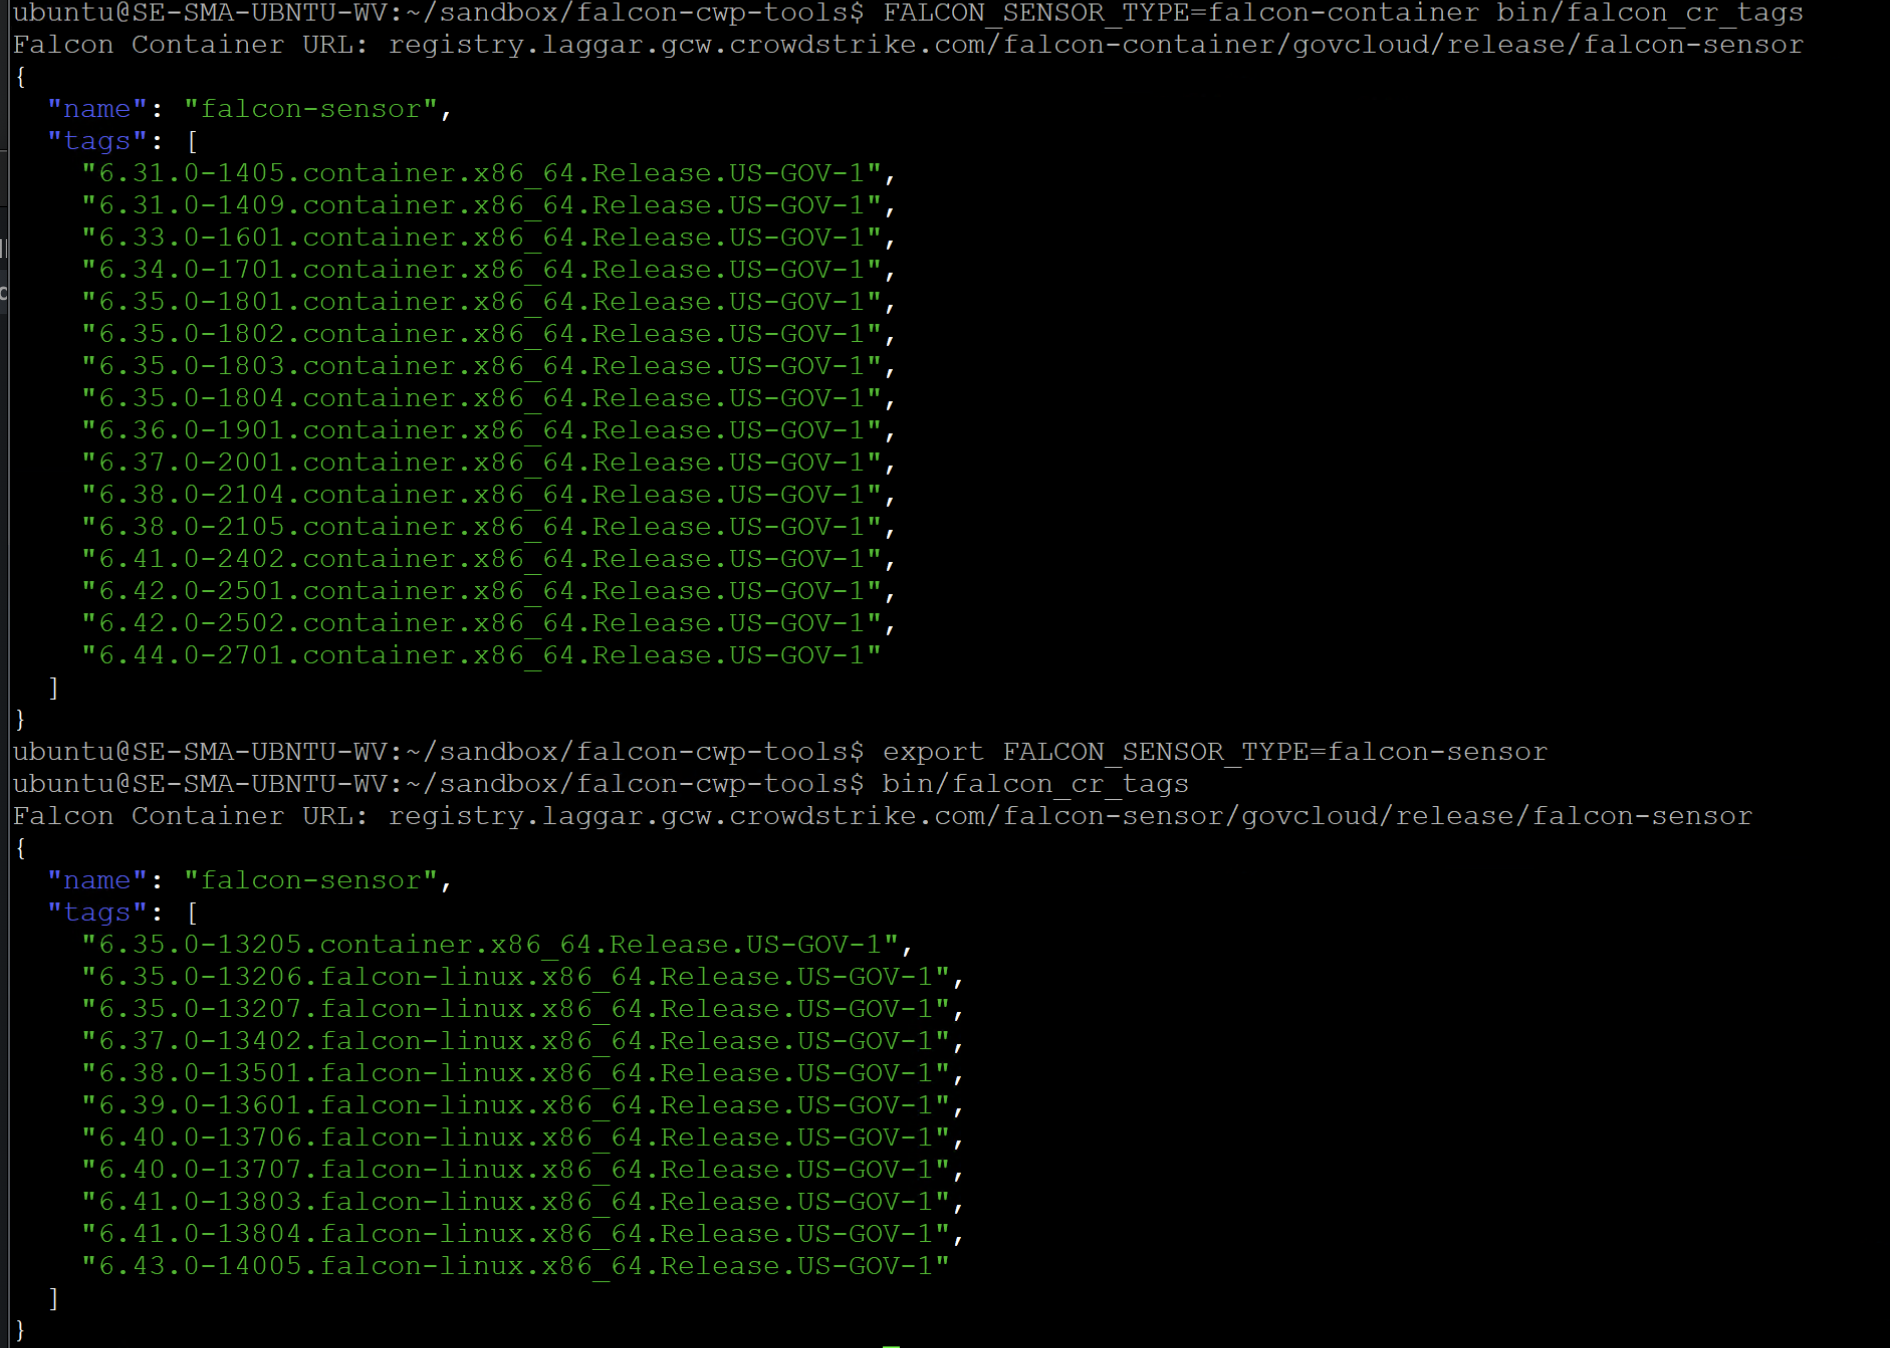 ubuntu@SE-SMA-UBNTU-WV:~/sandbox/falcon-cwp-tools$ FALCON_SENSOR_TYPE=falcon-container bin/falcon_cr_tags
Falcon Container URL: registry.laggar.gcw.crowdstrike.com/falcon-container/govcloud/release/falcon-sensor
{
  "name": "falcon-sensor",
  "tags": [
    "6.31.0-1405.container.x86_64.Release.US-GOV-1",
    "6.31.0-1409.container.x86_64.Release.US-GOV-1",
    "6.33.0-1601.container.x86_64.Release.US-GOV-1",
    "6.34.0-1701.container.x86_64.Release.US-GOV-1",
    "6.35.0-1801.container.x86_64.Release.US-GOV-1",
    "6.35.0-1802.container.x86_64.Release.US-GOV-1",
    "6.35.0-1803.container.x86_64.Release.US-GOV-1",
    "6.35.0-1804.container.x86_64.Release.US-GOV-1",
    "6.36.0-1901.container.x86_64.Release.US-GOV-1",
    "6.37.0-2001.container.x86_64.Release.US-GOV-1",
    "6.38.0-2104.container.x86_64.Release.US-GOV-1",
    "6.38.0-2105.container.x86_64.Release.US-GOV-1",
    "6.41.0-2402.container.x86_64.Release.US-GOV-1",
    "6.42.0-2501.container.x86_64.Release.US-GOV-1",
    "6.42.0-2502.container.x86_64.Release.US-GOV-1",
    "6.44.0-2701.container.x86_64.Release.US-GOV-1"
  ]
}
ubuntu@SE-SMA-UBNTU-WV:~/sandbox/falcon-cwp-tools$ export FALCON_SENSOR_TYPE=falcon-sensor
ubuntu@SE-SMA-UBNTU-WV:~/sandbox/falcon-cwp-tools$ bin/falcon_cr_tags
Falcon Container URL: registry.laggar.gcw.crowdstrike.com/falcon-sensor/govcloud/release/falcon-sensor
{
  "name": "falcon-sensor",
  "tags": [
    "6.35.0-13205.container.x86_64.Release.US-GOV-1",
    "6.35.0-13206.falcon-linux.x86_64.Release.US-GOV-1",
    "6.35.0-13207.falcon-linux.x86_64.Release.US-GOV-1",
    "6.37.0-13402.falcon-linux.x86_64.Release.US-GOV-1",
    "6.38.0-13501.falcon-linux.x86_64.Release.US-GOV-1",
    "6.39.0-13601.falcon-linux.x86_64.Release.US-GOV-1",
    "6.40.0-13706.falcon-linux.x86_64.Release.US-GOV-1",
    "6.40.0-13707.falcon-linux.x86_64.Release.US-GOV-1",
    "6.41.0-13803.falcon-linux.x86_64.Release.US-GOV-1",
    "6.41.0-13804.falcon-linux.x86_64.Release.US-GOV-1",
    "6.43.0-14005.falcon-linux.x86_64.Release.US-GOV-1"
  ]
}